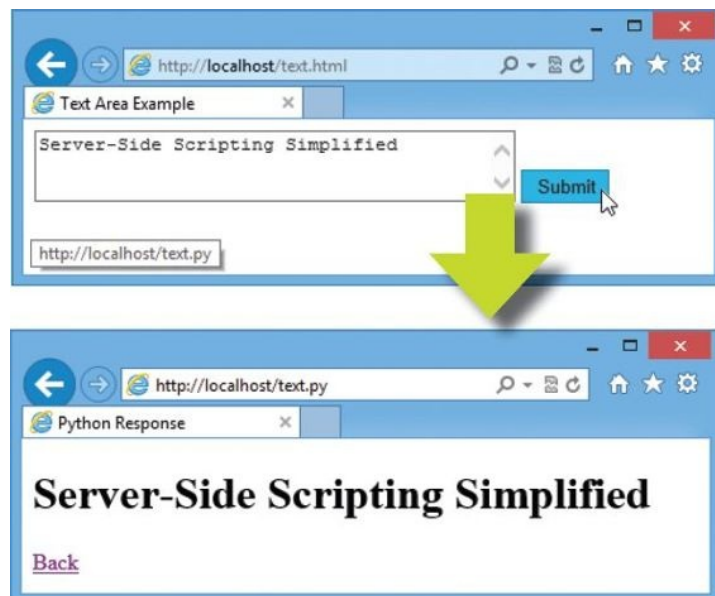 http://localhost/text.html
Text Area Example
Server-Side Scripting Simplified
Submit
http://localhost/text.py
http://localhost/text.py
Python Response
Server-Side Scripting Simplified
Back